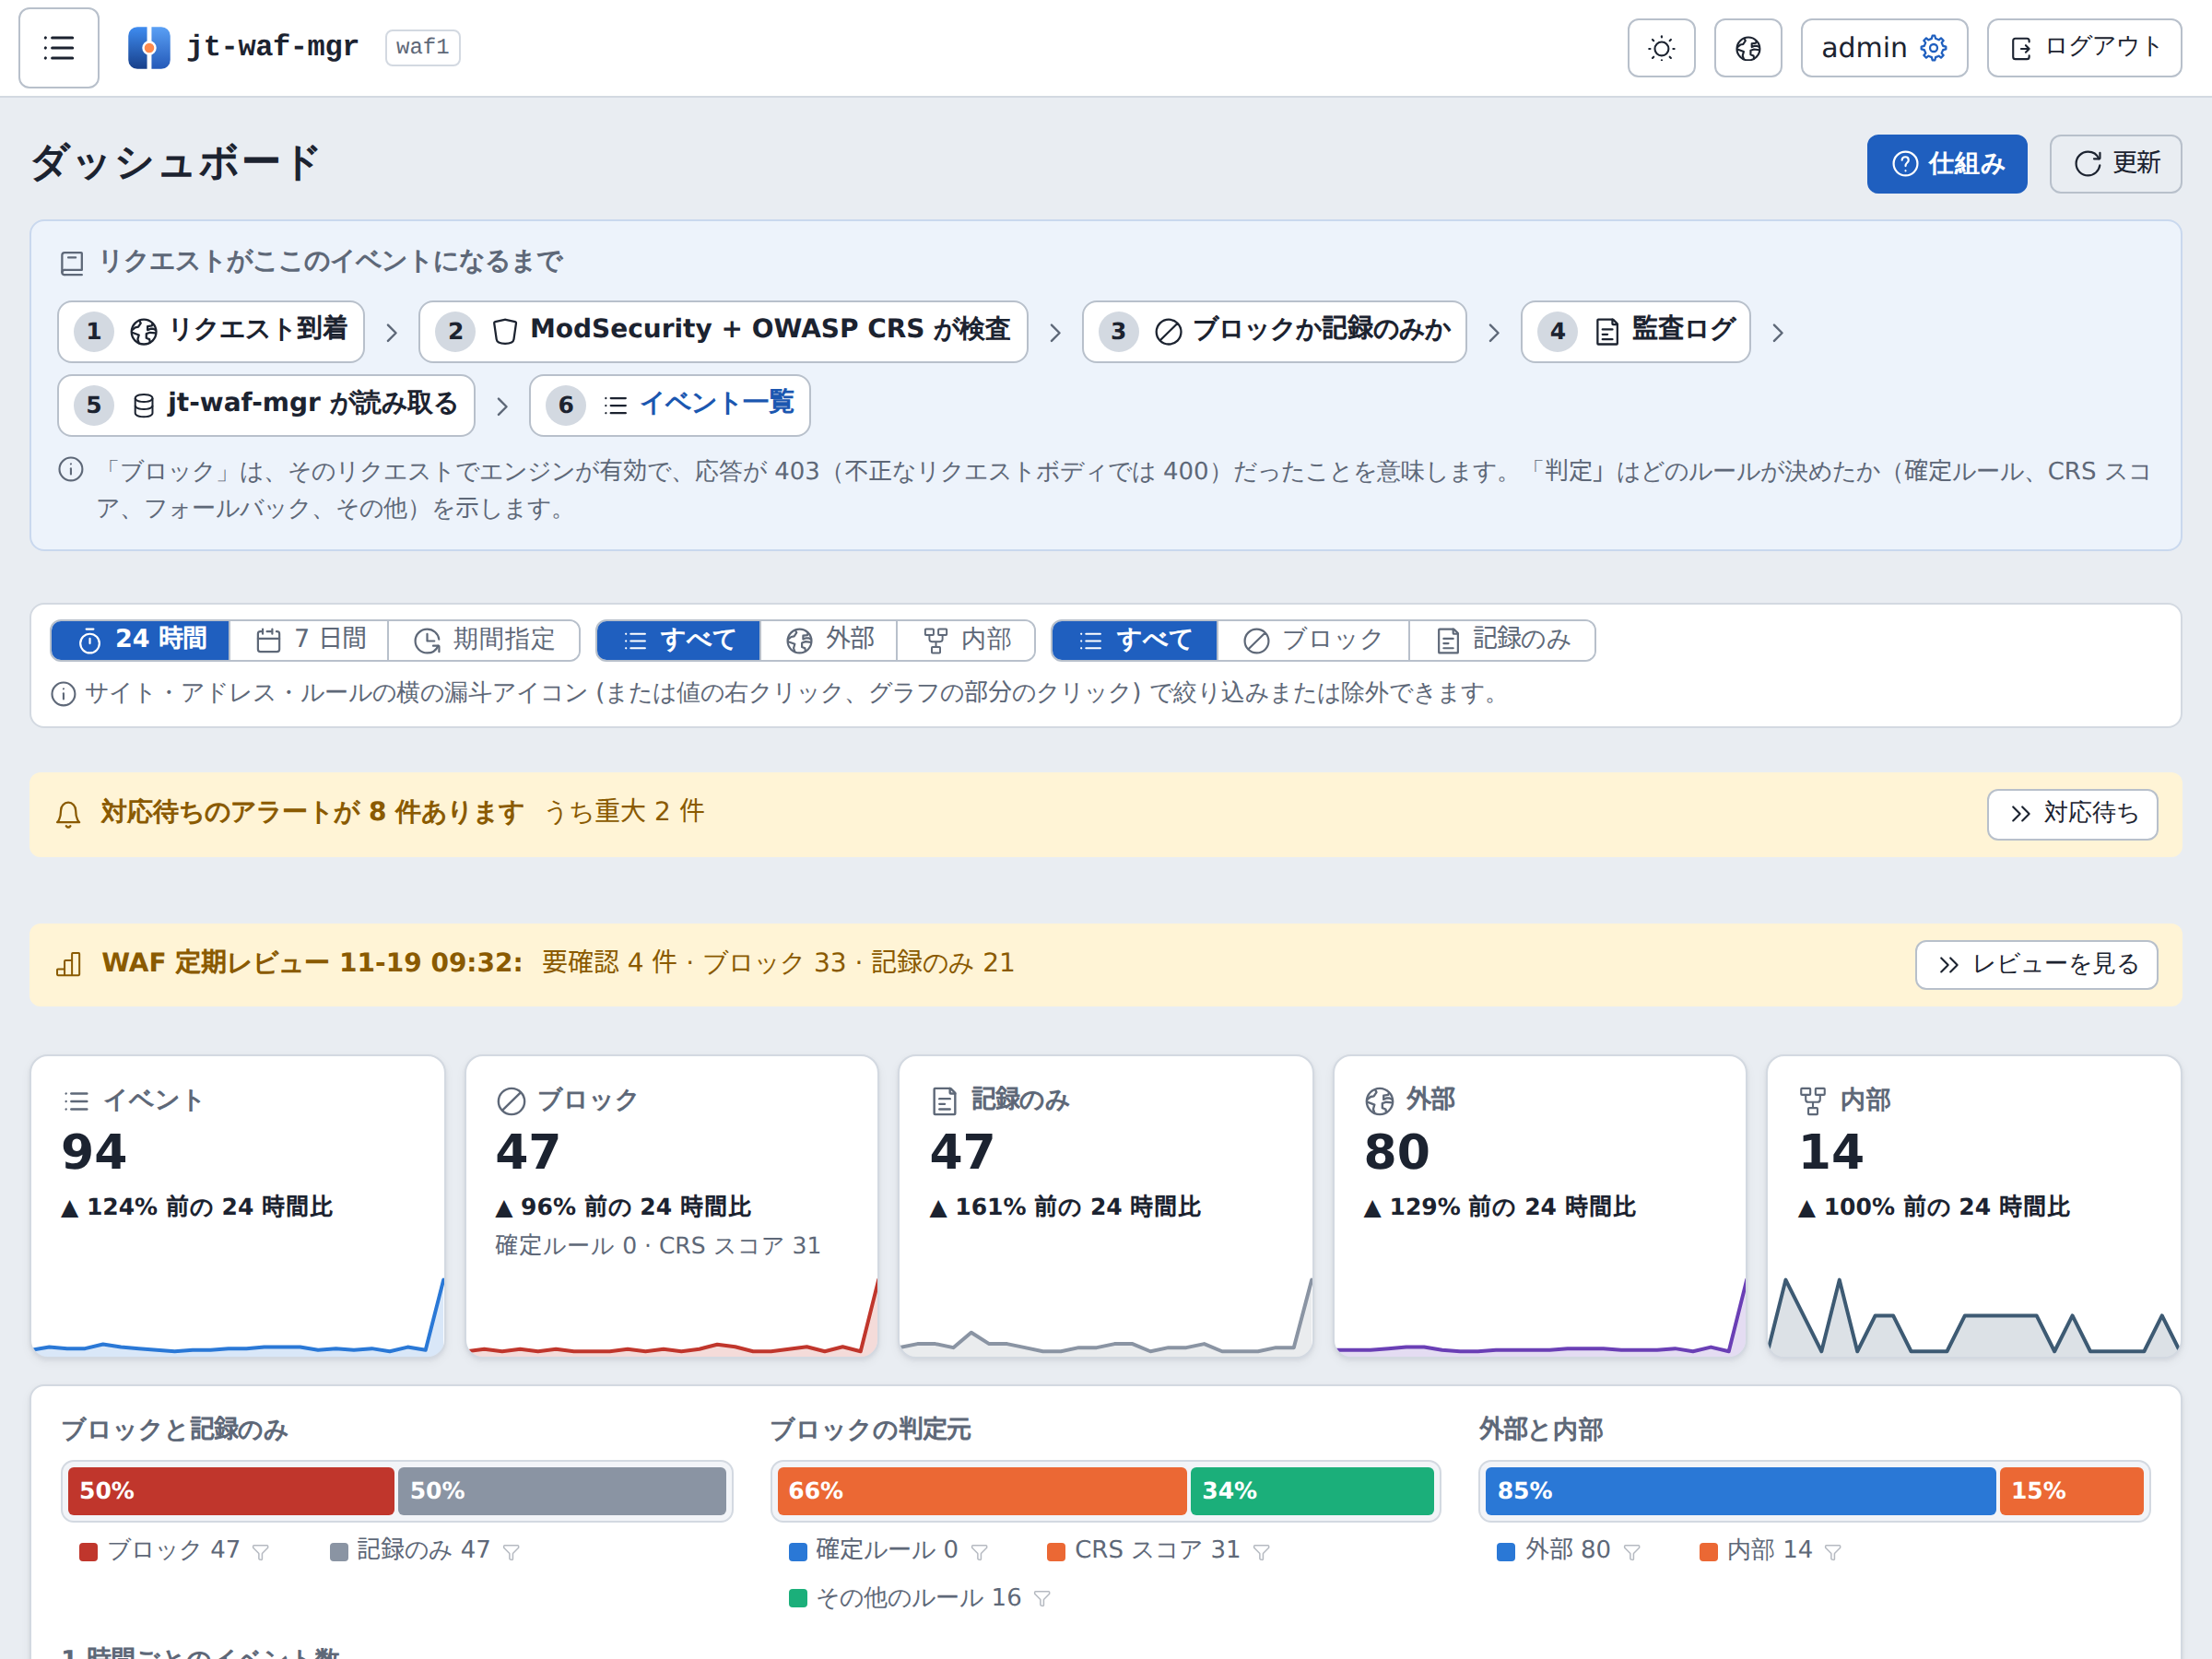 jt-waf-mgr waf1 admin ログアウト
ダッシュボード 仕組み 更新
リクエストがここのイベントになるまで
1 リクエスト到着 2 ModSecurity + OWASP CRS が検査 3 ブロックか記録のみか 4 監査ログ
5 jt-waf-mgr が読み取る 6 イベント一覧
「ブロック」は、そのリクエストでエンジンが有効で、応答が 403（不正なリクエストボディでは 400）だったことを意味します。「判定」はどのルールが決めたか（確定ルール、CRS スコ
ア、フォールバック、その他）を示します。
24 時間 7 日間 期間指定 すべて 外部 内部 すべて ブロック 記録のみ
サイト・アドレス・ルールの横の漏斗アイコン (または値の右クリック、グラフの部分のクリック) で絞り込みまたは除外できます。
対応待ちのアラートが 8 件あります うち重大 2 件 対応待ち
WAF 定期レビュー 11-19 09:32: 要確認 4 件 · ブロック 33 · 記録のみ 21 レビューを見る
イベント
94
▲ 124% 前の 24 時間比
ブロック
47
▲ 96% 前の 24 時間比
確定ルール 0 · CRS スコア 31
記録のみ
47
▲ 161% 前の 24 時間比
外部
80
▲ 129% 前の 24 時間比
内部
14
▲ 100% 前の 24 時間比
ブロックと記録のみ
50% 50%
ブロック 47 記録のみ 47
ブロックの判定元
66% 34%
確定ルール 0 CRS スコア 31
その他のルール 16
外部と内部
85% 15%
外部 80 内部 14
1 時間ごとのイベント数